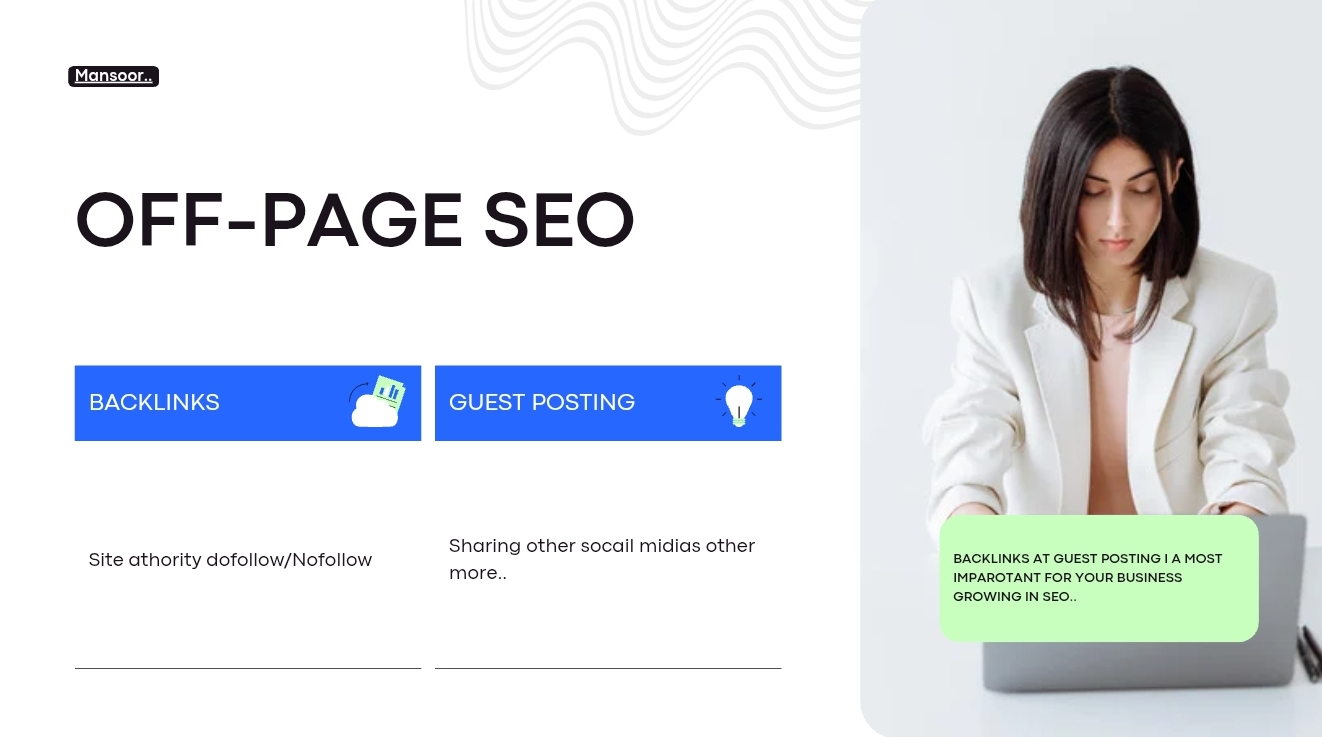 Mansoor..
OFF-PAGE SEO
BACKLINKS
GUEST POSTING
Site athority dofollow/Nofollow
Sharing other socail midias other
more..
BACKLINKS AT GUEST POSTING I A MOST
IMPAROTANT FOR YOUR BUSINESS
GROWING IN SEO..